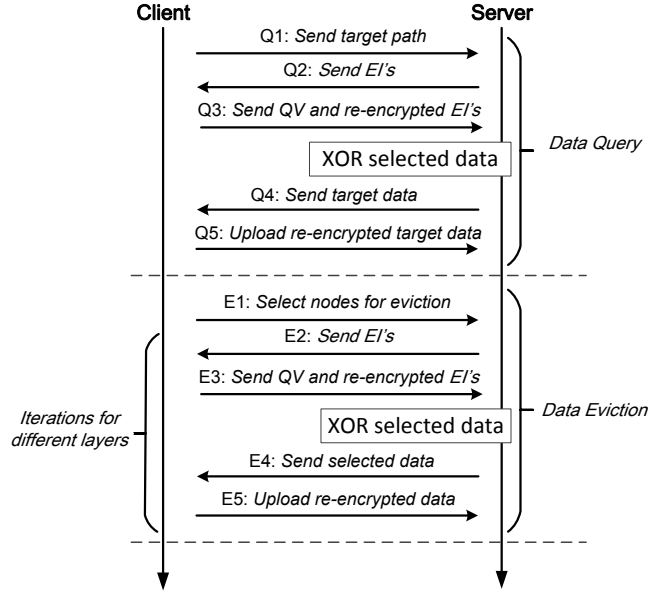 Client
Server
Q1: Send target path
Q2: Send EI's
Q3: Send QV and re-encrypted EI's
XOR selected data
Data Query
Q4: Send target data
Q5: Upload re-encrypted target data
E1: Select nodes for eviction
E2: Send EI's
E3: Send QV and re-encrypted EI's
Iterations for
different layers
XOR selected data
Data Eviction
E4: Send selected data
E5: Upload re-encrypted data